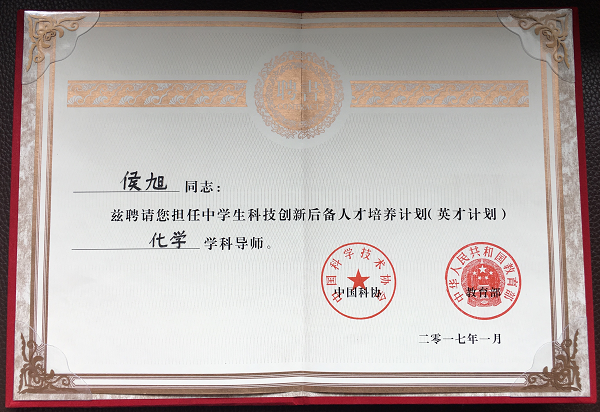 聘书
侯旭 同志：
兹聘请您担任中学生科技创新后备人才培养计划（英才计划）
化学 学科导师。
中国科学技术协会
中国科协
中华人民共和国教育部
教育部
二零一七年一月